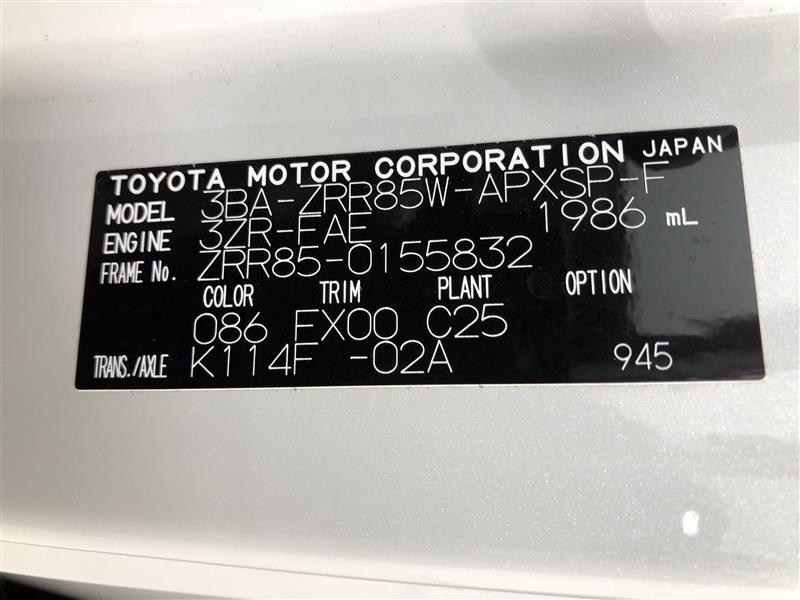 TOYOTA MOTOR CORPORATION JAPAN
MODEL 3BA-ZRR85W-APXSP-F
ENGINE 3ZR-FAE 1986 mL
FRAME No. ZRR85-0155832
COLOR TRIM PLANT OPTION
086 EX00 C25
TRANS./AXLE K114F -02A 945